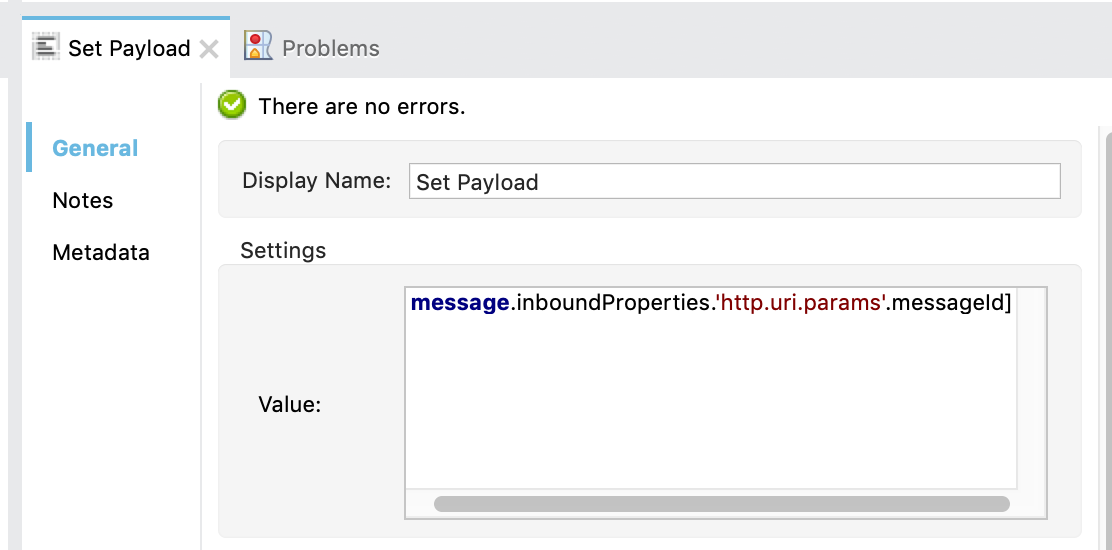 Set Payload
Problems
There are no errors.
General
Notes
Metadata
Display Name: Set Payload
Settings
message.inboundProperties.'http.uri.params'.messageId]
Value: